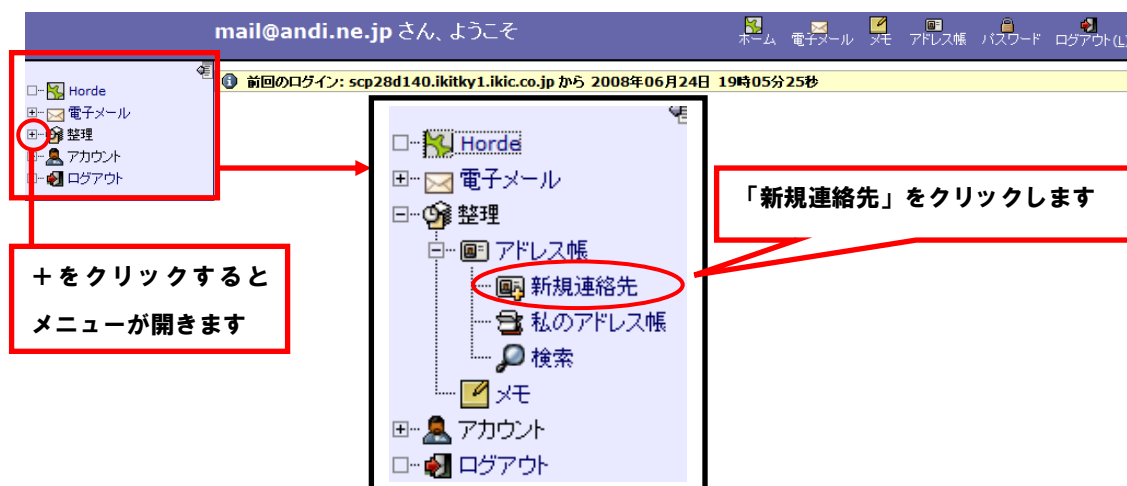 mail@andi.ne.jp さん、ようこそ
ホーム 電子メール メモ アドレス帳 パスワード ログアウト(L)
前回のログイン: scp28d140.ikitky1.ikic.co.jp から 2008年06月24日 19時05分25秒
Horde
電子メール
整理
アカウント
ログアウト
+をクリックすると
メニューが開きます
Horde
電子メール
整理
アドレス帳
新規連絡先
私のアドレス帳
検索
メモ
アカウント
ログアウト
「新規連絡先」をクリックします